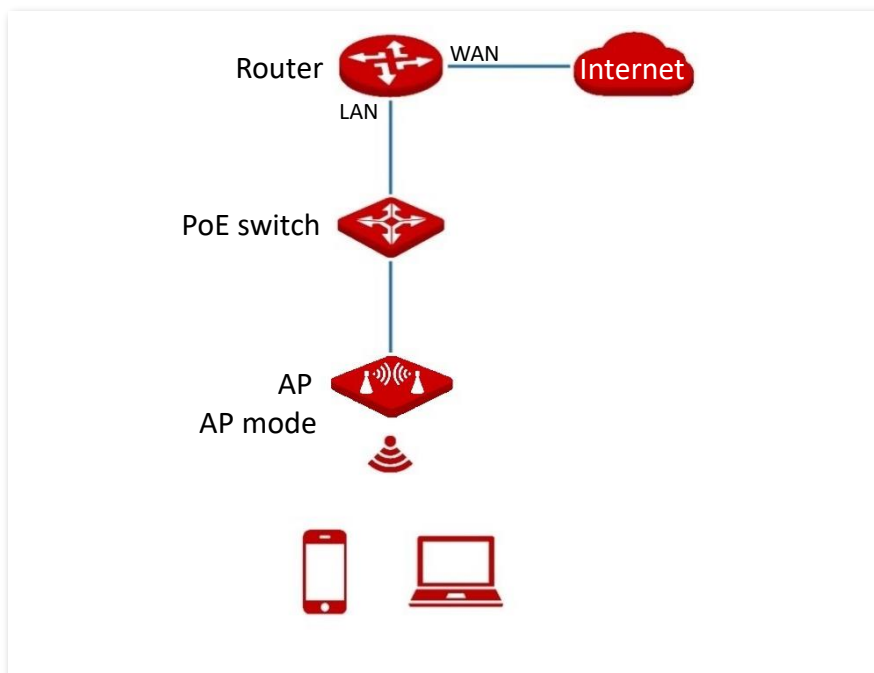 Router
WAN
Internet
LAN
PoE switch
AP
AP mode